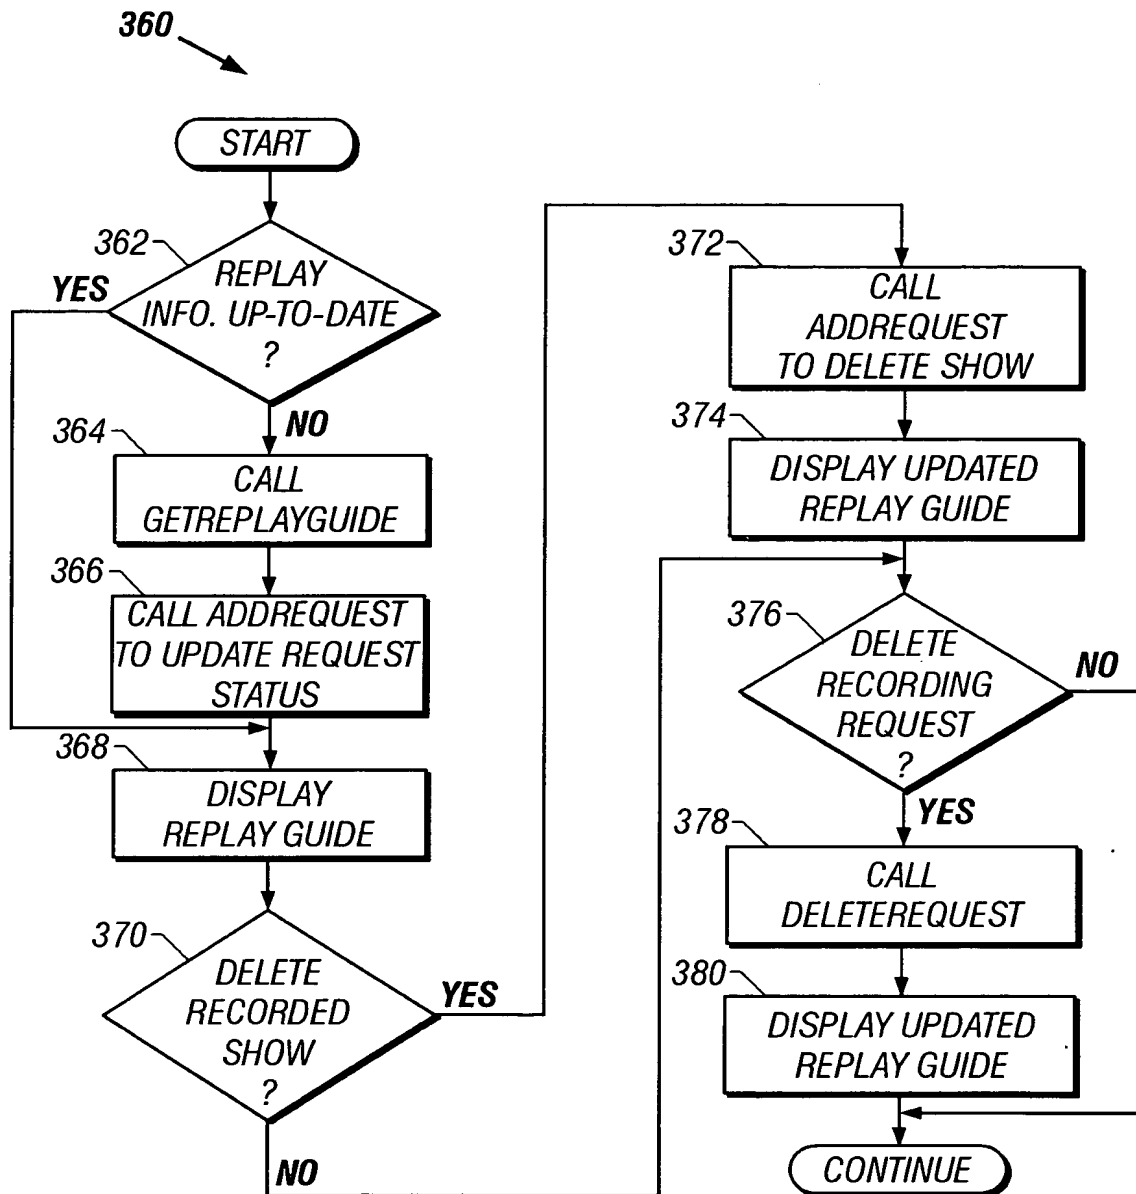 360
START
362
YES
REPLAY
INFO. UP-TO-DATE
?
NO
364
CALL
GETREPLAYGUIDE
366
CALL ADDREQUEST
TO UPDATE REQUEST
STATUS
368
DISPLAY
REPLAY GUIDE
370
DELETE
RECORDED
SHOW
?
YES
NO
372
CALL
ADDREQUEST
TO DELETE SHOW
374
DISPLAY UPDATED
REPLAY GUIDE
376
DELETE
RECORDING
REQUEST
?
NO
YES
378
CALL
DELETEREQUEST
380
DISPLAY UPDATED
REPLAY GUIDE
CONTINUE